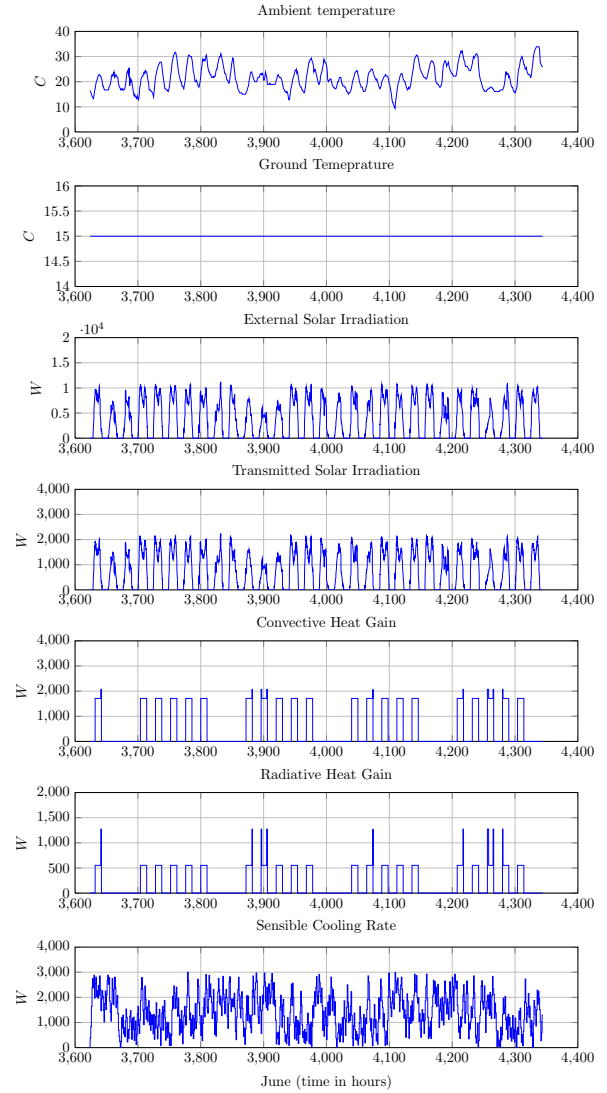 Ambient temperature
40
30
20
10
0
C
3,600 3,700 3,800 3,900 4,000 4,100 4,200 4,300 4,400
Ground Temeprature
16
15.5
15
14.5
14
C
3,600 3,700 3,800 3,900 4,000 4,100 4,200 4,300 4,400
External Solar Irradiation
·10⁴
2
1.5
1
0.5
0
W
3,600 3,700 3,800 3,900 4,000 4,100 4,200 4,300 4,400
Transmitted Solar Irradiation
4,000
3,000
2,000
1,000
0
W
3,600 3,700 3,800 3,900 4,000 4,100 4,200 4,300 4,400
Convective Heat Gain
4,000
3,000
2,000
1,000
0
W
3,600 3,700 3,800 3,900 4,000 4,100 4,200 4,300 4,400
Radiative Heat Gain
2,000
1,500
1,000
500
0
W
3,600 3,700 3,800 3,900 4,000 4,100 4,200 4,300 4,400
Sensible Cooling Rate
4,000
3,000
2,000
1,000
0
W
3,600 3,700 3,800 3,900 4,000 4,100 4,200 4,300 4,400
June (time in hours)